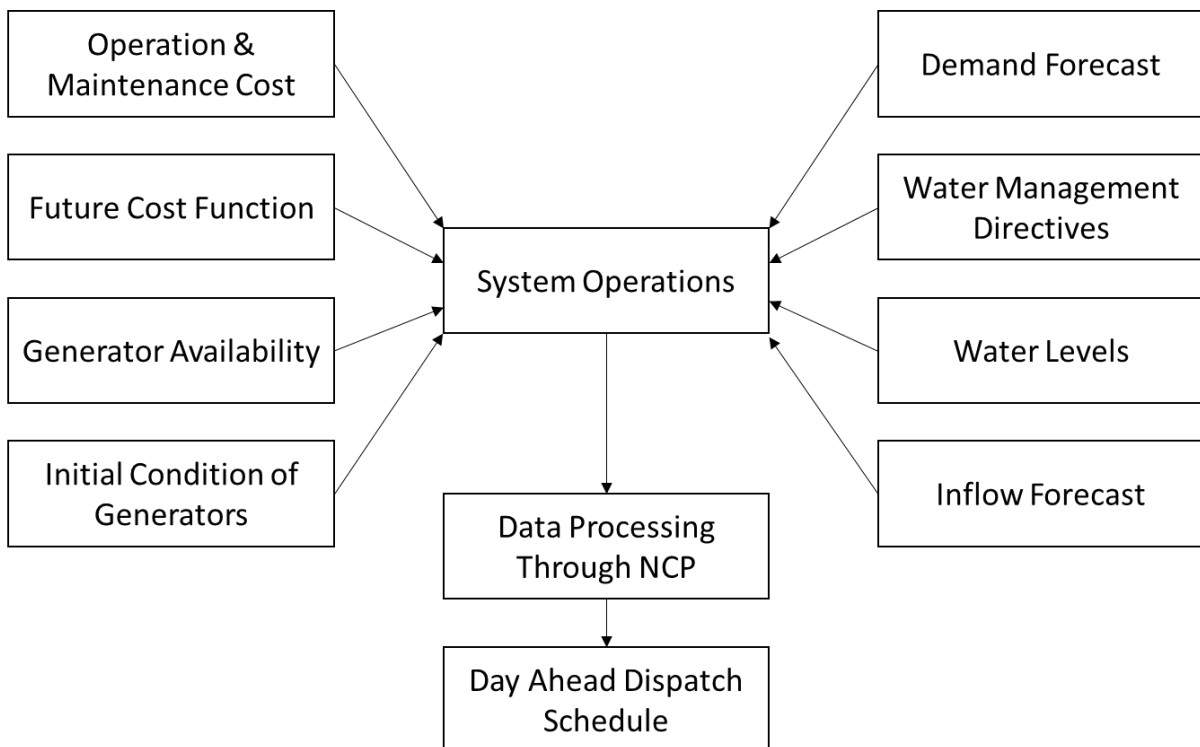 Operation &
Maintenance Cost
Future Cost Function
Generator Availability
Initial Condition of
Generators
System Operations
Data Processing
Through NCP
Day Ahead Dispatch
Schedule
Demand Forecast
Water Management
Directives
Water Levels
Inflow Forecast